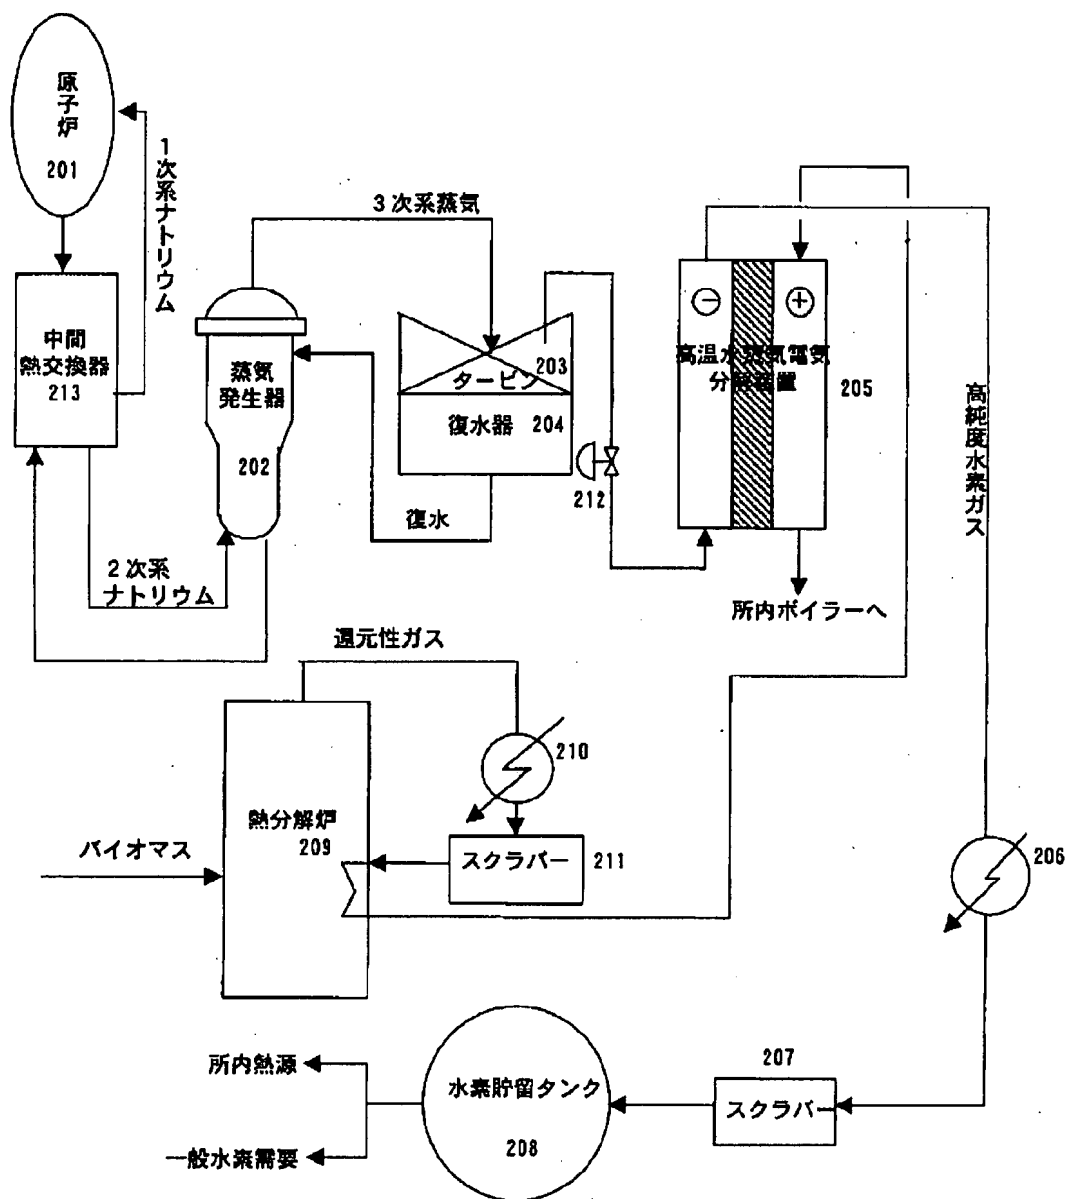 原子炉
201
1次系ナトリウム
中間
熱交換器
213
3次系蒸気
蒸気
発生器
202
203
タービン
復水器 204
復水
212
高温水蒸気電気
分解装置
205
高純度水素ガス
2次系
ナトリウム
所内ボイラーへ
還元性ガス
210
熱分解炉
209
バイオマス
スクラバー
211
206
207
スクラバー
水素貯留タンク
208
所内熱源
一般水素需要